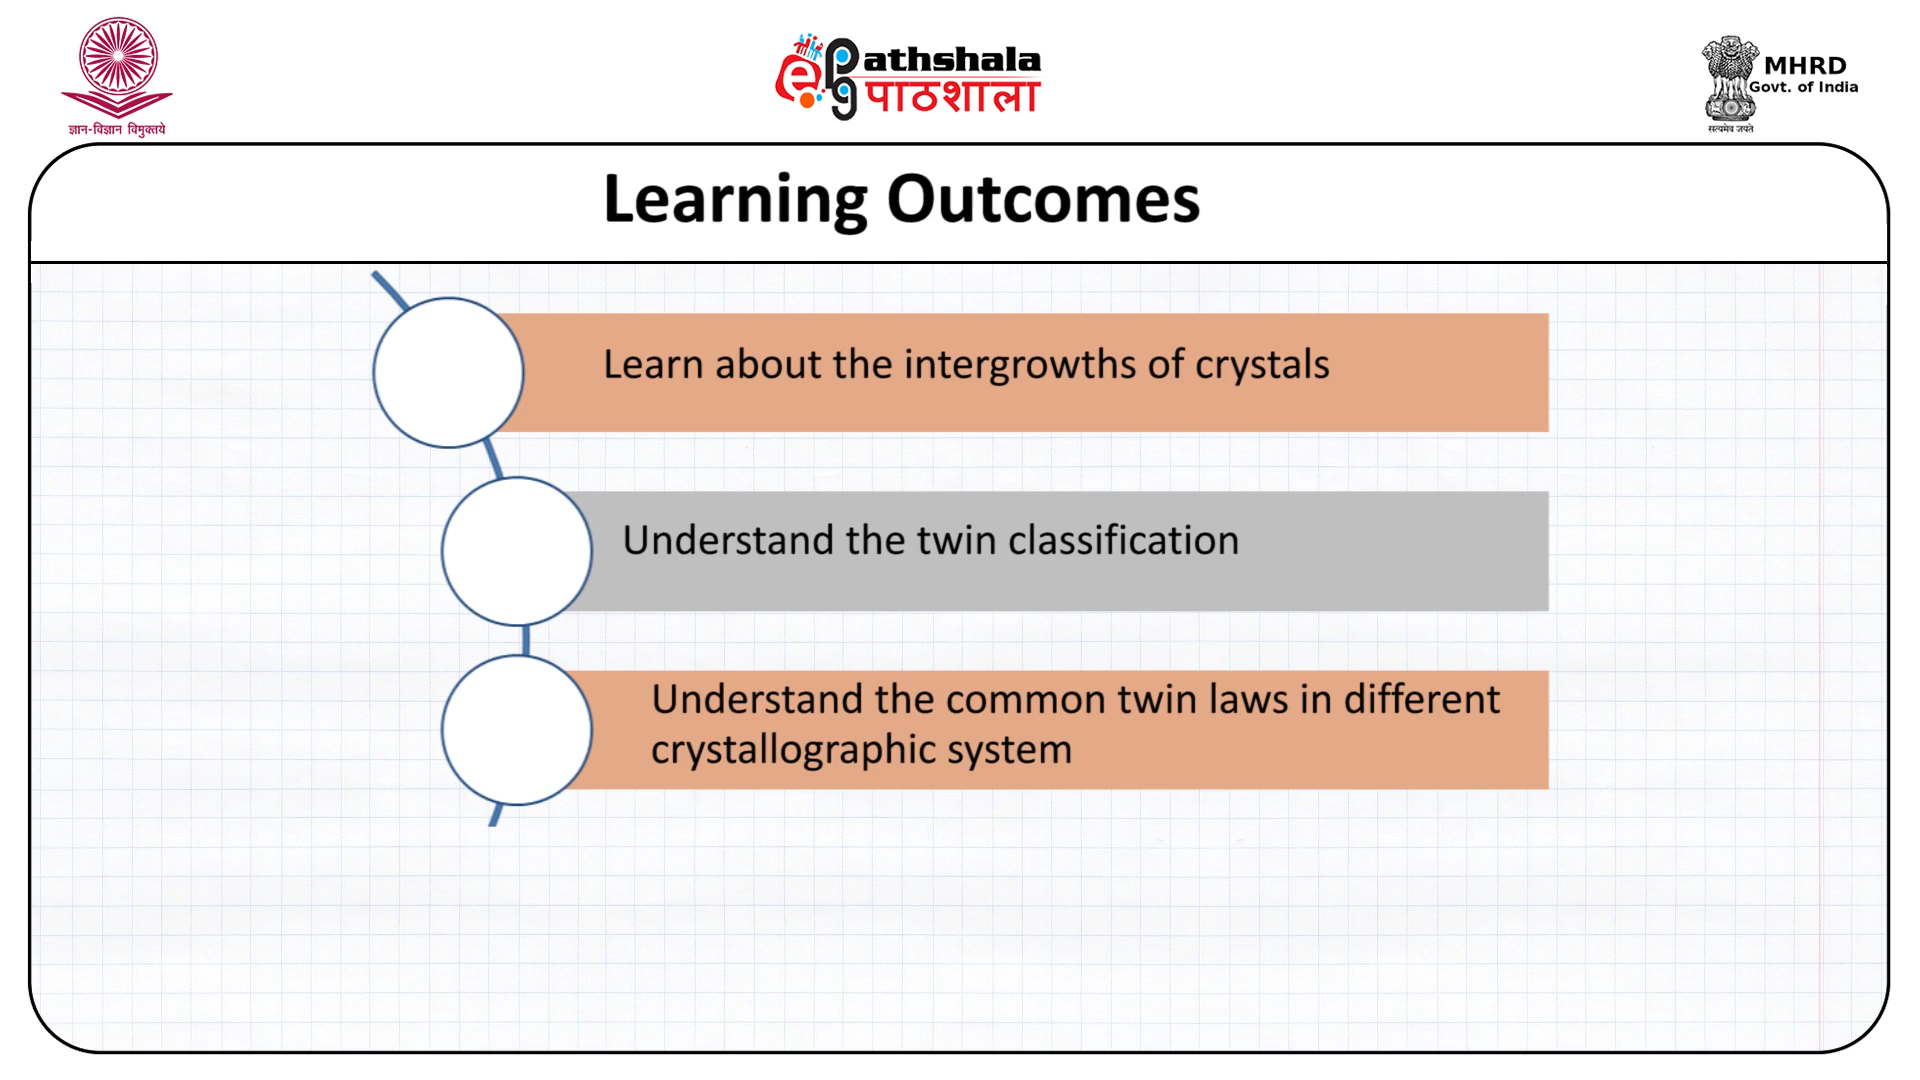 ज्ञान-विज्ञान विमुक्तये
ePG athshala
पाठशाला
MHRD
Govt. of India
सत्यमेव जयते
Learning Outcomes
Learn about the intergrowths of crystals
Understand the twin classification
Understand the common twin laws in different
crystallographic system